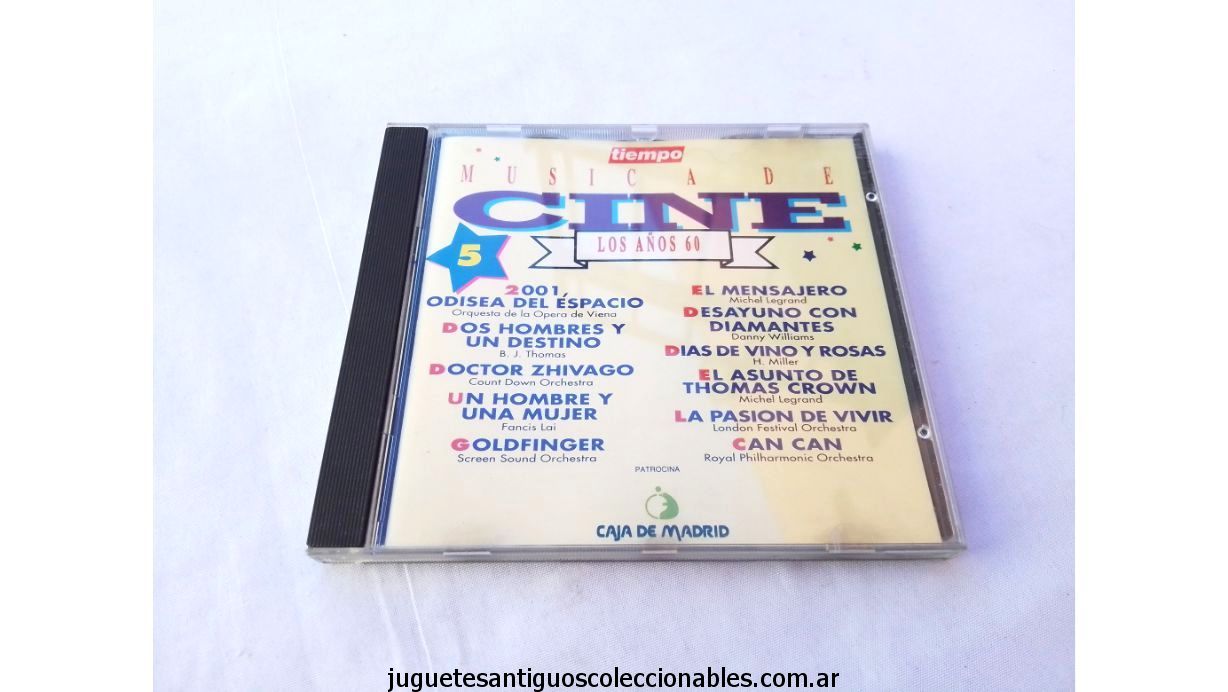 tiempo
MUSICA DE
CINE
LOS AÑOS 60
5
2001,
ODISEA DEL ESPACIO
Orquesta de la Opera de Viena
DOS HOMBRES Y
UN DESTINO
B. J. Thomas
DOCTOR ZHIVAGO
Count Down Orchestra
UN HOMBRE Y
UNA MUJER
Fancis Lai
GOLDFINGER
Screen Sound Orchestra
EL MENSAJERO
Michel Legrand
DESAYUNO CON
DIAMANTES
Danny Williams
DIAS DE VINO Y ROSAS
H. Miller
EL ASUNTO DE
THOMAS CROWN
Michel Legrand
LA PASION DE VIVIR
London Festival Orchestra
CAN CAN
Royal Philharmonic Orchestra
PATROCINA
CAJA DE MADRID
juguetesantiguoscoleccionables.com.ar